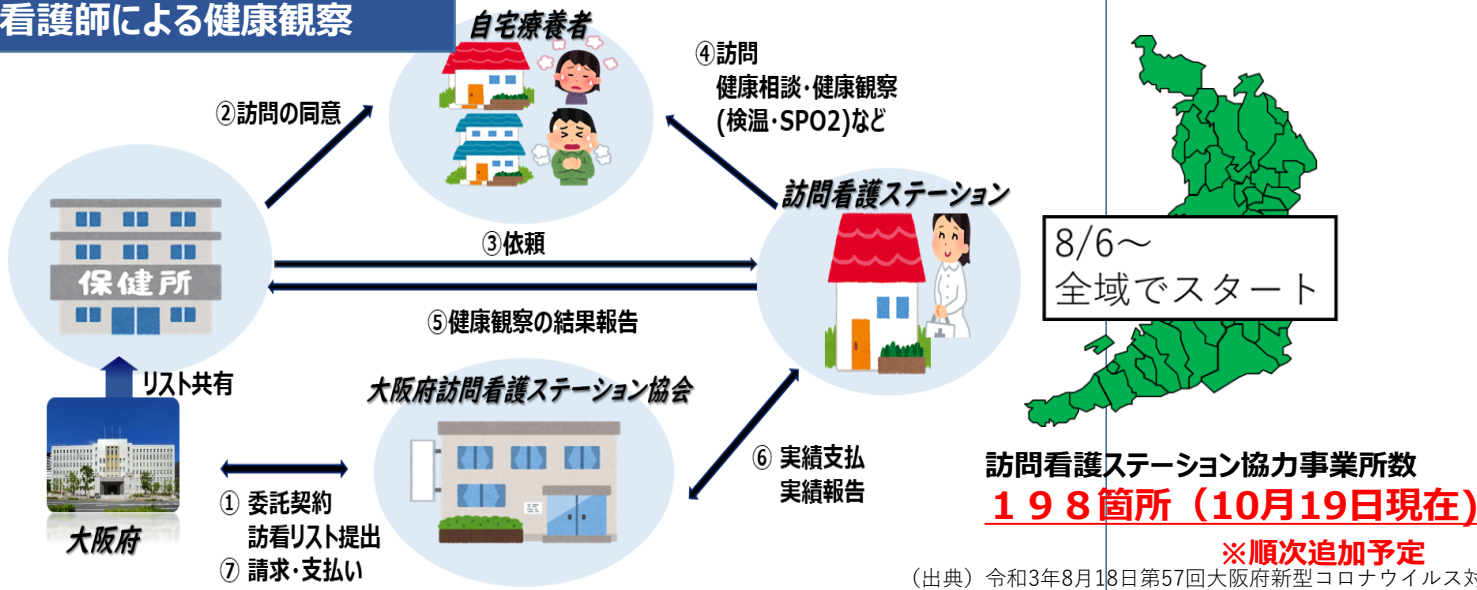 看護師による健康観察
自宅療養者
②訪問の同意
④訪問
健康相談・健康観察
(検温・SPO2)など
訪問看護ステーション
保健所
③依頼
⑤健康観察の結果報告
8/6～
全域でスタート
リスト共有
大阪府訪問看護ステーション協会
大阪府
① 委託契約
訪看リスト提出
⑦ 請求・支払い
⑥ 実績支払
実績報告
訪問看護ステーション協力事業所数
１９８箇所（10月19日現在)
※順次追加予定
（出典）令和3年8月18日第57回大阪府新型コロナウイルス対